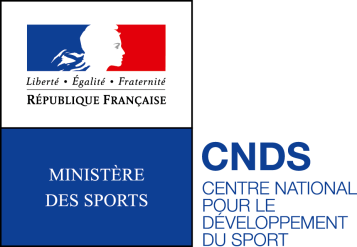 Liberté • Égalité • Fraternité
RÉPUBLIQUE FRANÇAISE
MINISTÈRE
DES SPORTS
CNDS
CENTRE NATIONAL
POUR LE
DÉVELOPPEMENT
DU SPORT